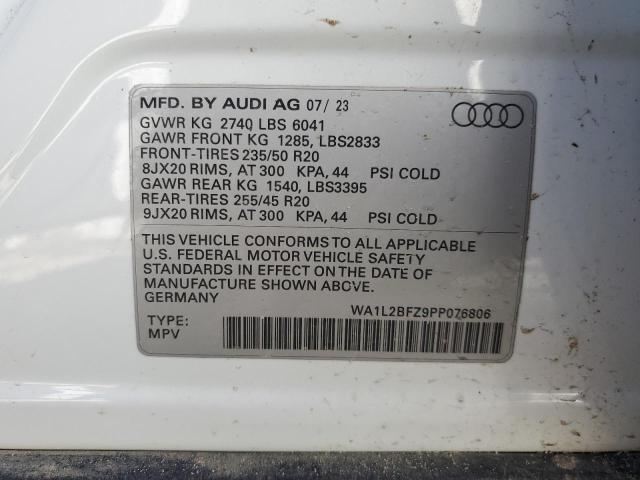 MFD. BY AUDI AG 07/ 23
GVWR KG 2740 LBS 6041
GAWR FRONT KG 1285, LBS2833
FRONT-TIRES 235/50 R20
8JX20 RIMS, AT 300 KPA, 44 PSI COLD
GAWR REAR KG 1540, LBS3395
REAR-TIRES 255/45 R20
9JX20 RIMS, AT 300 KPA, 44 PSI COLD
THIS VEHICLE CONFORMS TO ALL APPLICABLE
U.S. FEDERAL MOTOR VEHICLE SAFETY
STANDARDS IN EFFECT ON THE DATE OF
MANUFACTURE SHOWN ABOVE.
GERMANY
WA1L2BFZ9PP076806
TYPE:
MPV